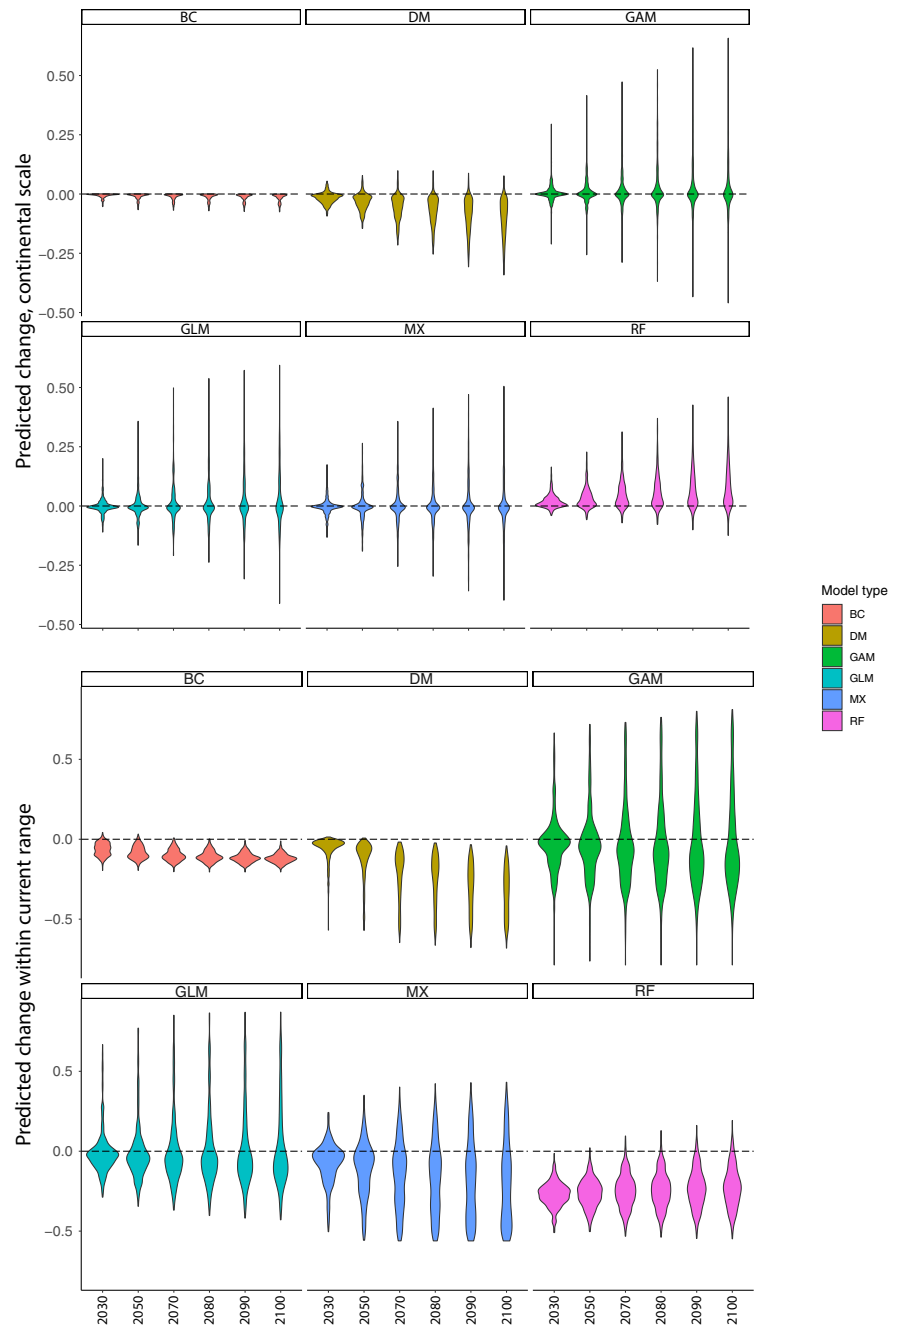 BC DM GAM
0.50
0.25
0.00
−0.25
−0.50
GLM MX RF
0.50
0.25
0.00
−0.25
−0.50
Predicted change, continental scale
Model type
BC
DM
GAM
GLM
MX
RF
BC DM GAM
0.5
0.0
−0.5
GLM MX RF
0.5
0.0
−0.5
Predicted change within current range
2030 2050 2070 2080 2090 2100 2030 2050 2070 2080 2090 2100 2030 2050 2070 2080 2090 2100